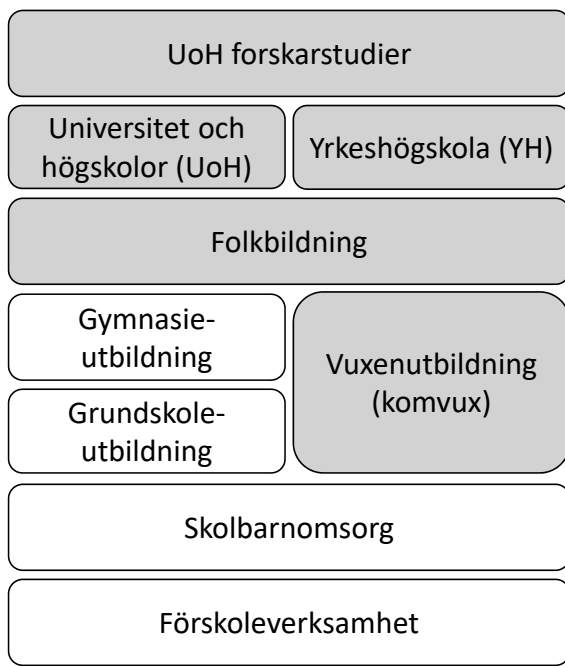 UoH forskarstudier
Universitet och
högskolor (UoH)
Yrkeshögskola (YH)
Folkbildning
Gymnasie-
utbildning
Vuxenutbildning
(komvux)
Grundskole-
utbildning
Skolbarnomsorg
Förskoleverksamhet